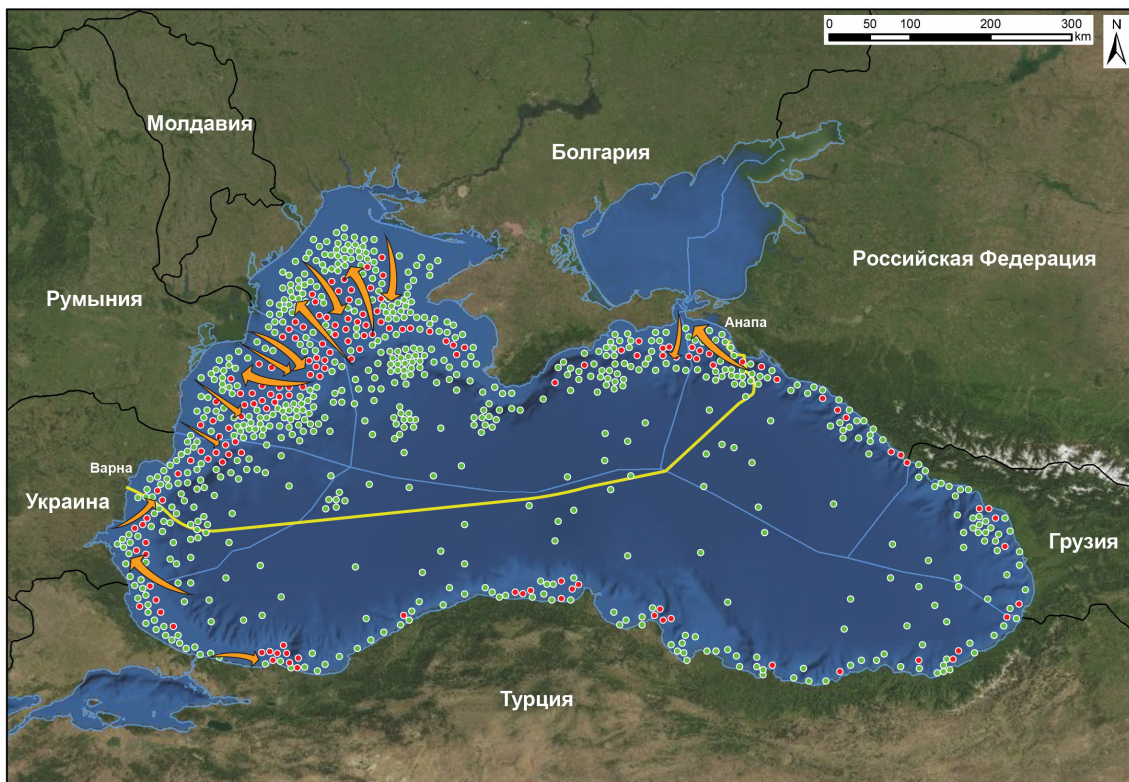 0 50 100 200 300
km
N
Молдавия
Болгария
Российская Федерация
Румыния
Анапа
Варна
Украина
Грузия
Турция